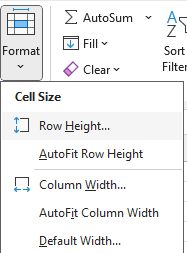 Format
AutoSum
Fill
Clear
Sort
Filter
Cell Size
Row Height...
AutoFit Row Height
Column Width...
AutoFit Column Width
Default Width...